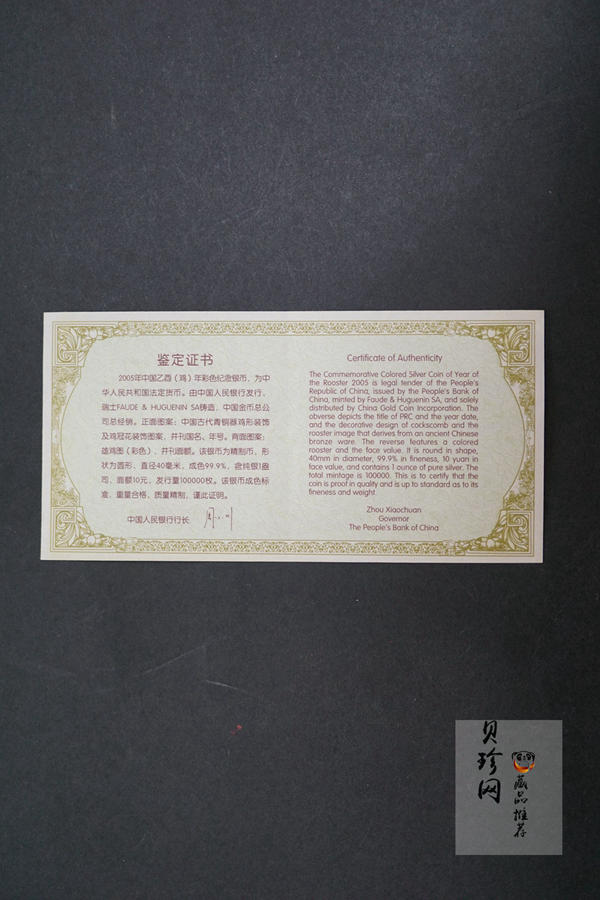 鉴定证书
2005年中国乙酉（鸡）年彩色纪念银币，为中
华人民共和国法定货币。由中国人民银行发行，
瑞士FAUDE & HUGUENIN SA铸造，中国金币总公
司总经销。正面图案：中国古代青铜器鸡形装饰
及鸡冠花装饰图案，并刊国名、年号。背面图案：
雄鸡图（彩色），并刊面额。该银币为精制币，形
状为圆形，直径40毫米，成色99.9%，含纯银1盎
司，面额10元，发行量100000枚。该银币成色标
准，重量合格，质量精制，谨此证明。
中国人民银行行长
Certificate of Authenticity
The Commemorative Colored Silver Coin of Year of
the Rooster 2005 is legal tender of the People's
Republic of China, issued by the People's Bank of
China, minted by Faude & Huguenin SA, and solely
distributed by China Gold Coin Incorporation. The
obverse depicts the title of PRC and the year date,
and the decorative design of cockscomb and the
rooster image that derives from an ancient Chinese
bronze ware. The reverse features a colored
rooster and the face value. It is round in shape,
40mm in diameter, 99.9% in fineness, 10 yuan in
face value, and contains 1 ounce of pure silver. The
total mintage is 100000. This is to certify that the
coin is proof in quality and is up to standard as to its
fineness and weight.
Zhou Xiaochuan
Governor
The People's Bank of China
贝珍网
藏品推荐